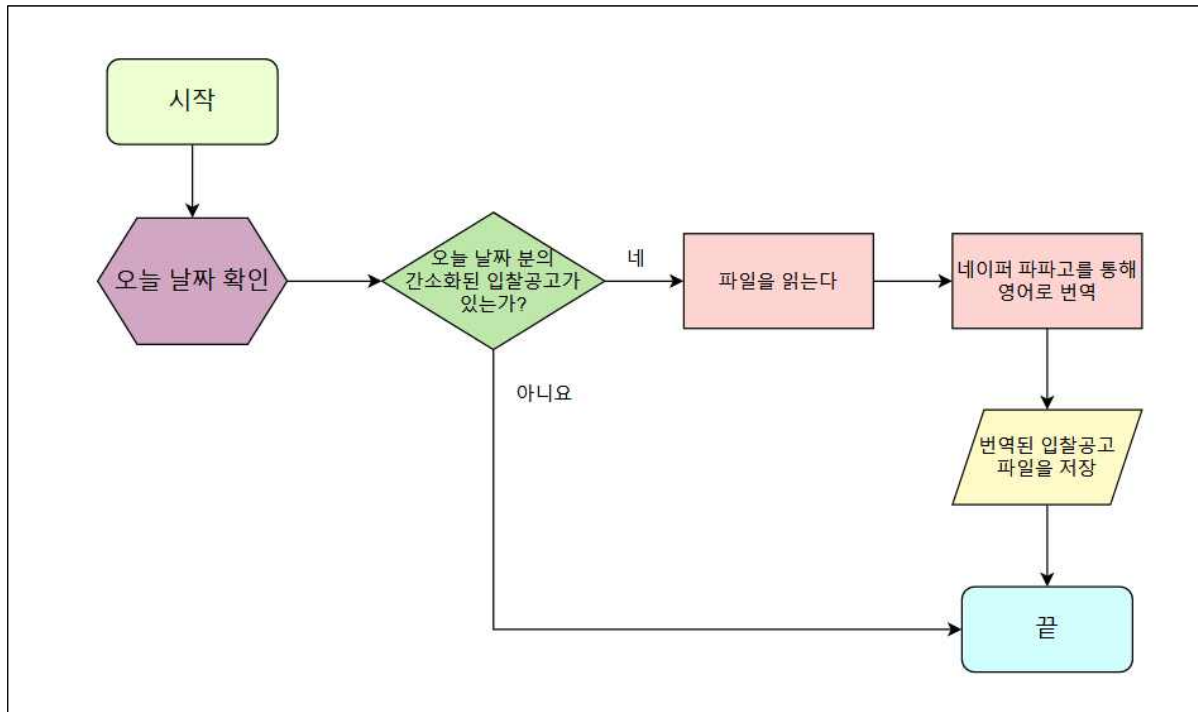 시작
오늘 날짜 확인
오늘 날짜 분의
간소화된 입찰공고가
있는가?
네
파일을 읽는다
네이퍼 파파고를 통해
영어로 번역
아니요
번역된 입찰공고
파일을 저장
끝